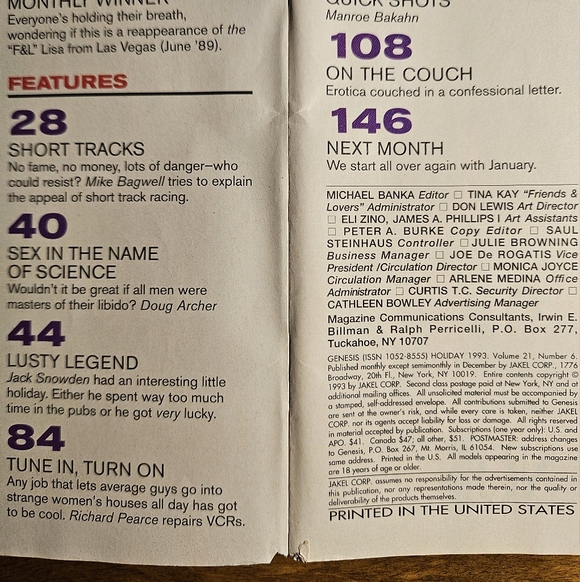 MONTHLY WINNER
Everyone's holding their breath,
wondering if this is a reappearance of the
"F&L" Lisa from Las Vegas (June '89).
FEATURES
28
SHORT TRACKS
No fame, no money, lots of danger—who
could resist? Mike Bagwell tries to explain
the appeal of short track racing.
40
SEX IN THE NAME
OF SCIENCE
Wouldn't it be great if all men were
masters of their libido? Doug Archer
44
LUSTY LEGEND
Jack Snowden had an interesting little
holiday. Either he spent way too much
time in the pubs or he got very lucky.
84
TUNE IN, TURN ON
Any job that lets average guys go into
strange women's houses all day has got
to be cool. Richard Pearce repairs VCRs.
QUICK SHOTS
Manroe Bakahn
108
ON THE COUCH
Erotica couched in a confessional letter.
146
NEXT MONTH
We start all over again with January.
MICHAEL BANKA Editor □ TINA KAY "Friends &
Lovers" Administrator □ DON LEWIS Art Director
□ ELI ZINO, JAMES A. PHILLIPS I Art Assistants
□ PETER A. BURKE Copy Editor □ SAUL
STEINHAUS Controller □ JULIE BROWNING
Business Manager □ JOE De ROGATIS Vice
President /Circulation Director □ MONICA JOYCE
Circulation Manager □ ARLENE MEDINA Office
Administrator □ CURTIS T.C. Security Director □
CATHLEEN BOWLEY Advertising Manager
Magazine Communications Consultants, Irwin E.
Billman & Ralph Perricelli, P.O. Box 277,
Tuckahoe, NY 10707
GENESIS (ISSN 1052-8555) HOLIDAY 1993. Volume 21, Number 6.
Published monthly except semimonthly in December by JAKEL CORP., 1776
Broadway, 20th Fl., New York, NY 10019. Entire contents copyright ©
1993 by JAKEL CORP. Second class postage paid at New York, NY and at
additional mailing offices. All unsolicited material must be accompanied by
a stamped, self-addressed envelope. All contributions submitted to Genesis
are sent at the owner's risk, and while every care is taken, neither JAKEL
CORP. nor its agents accept liability for loss or damage. All rights reserved
in material accepted by publication. Subscriptions (one year only): U.S. and
APO. $41. Canada $47; all other, $51. POSTMASTER: address changes
to Genesis, P.O. Box 267, Mt. Morris, IL 61054. New subscriptions use
same address. Printed in the U.S. All models appearing in the magazine
are 18 years of age or older.
JAKEL CORP. assumes no responsibility for the advertisements contained in
this publication, nor any representations made therein, nor the quality or
deliverability of the products themselves.
PRINTED IN THE UNITED STATES